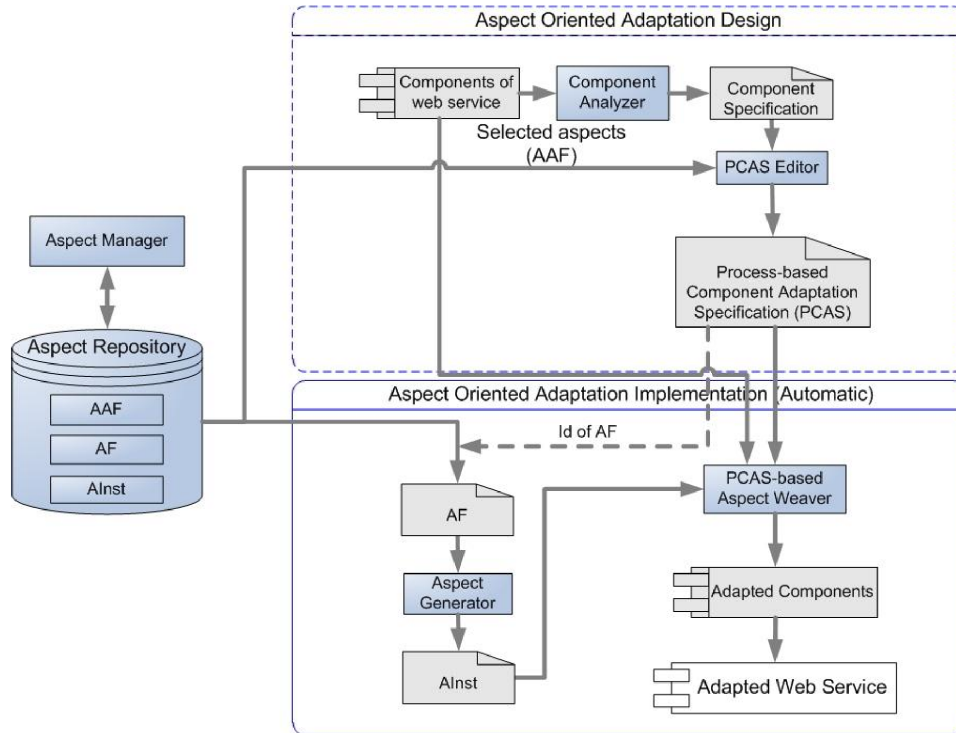 Aspect Oriented Adaptation Design
Components of
web service
Component
Analyzer
Component
Specification
Selected aspects
(AAF)
PCAS Editor
Aspect Manager
Process-based
Component Adaptation
Specification (PCAS)
Aspect Repository
AAF
AF
AInst
Aspect Oriented Adaptation Implementation (Automatic)
Id of AF
PCAS-based
Aspect Weaver
AF
Aspect
Generator
AInst
Adapted Components
Adapted Web Service